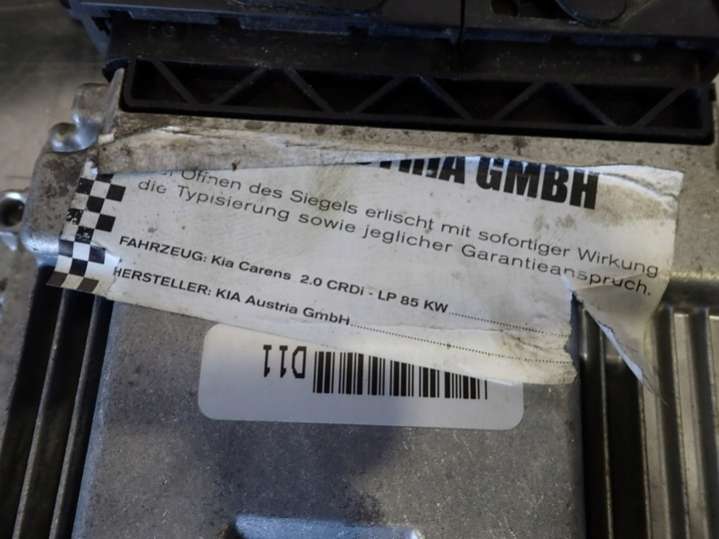 GMBH
Öffnen des Siegels erlischt mit sofortiger Wirkung
die Typisierung sowie jeglicher Garantieanspruch.
FAHRZEUG: Kia Carens 2.0 CRDi - LP 85 KW
HERSTELLER: KIA Austria GmbH
D11